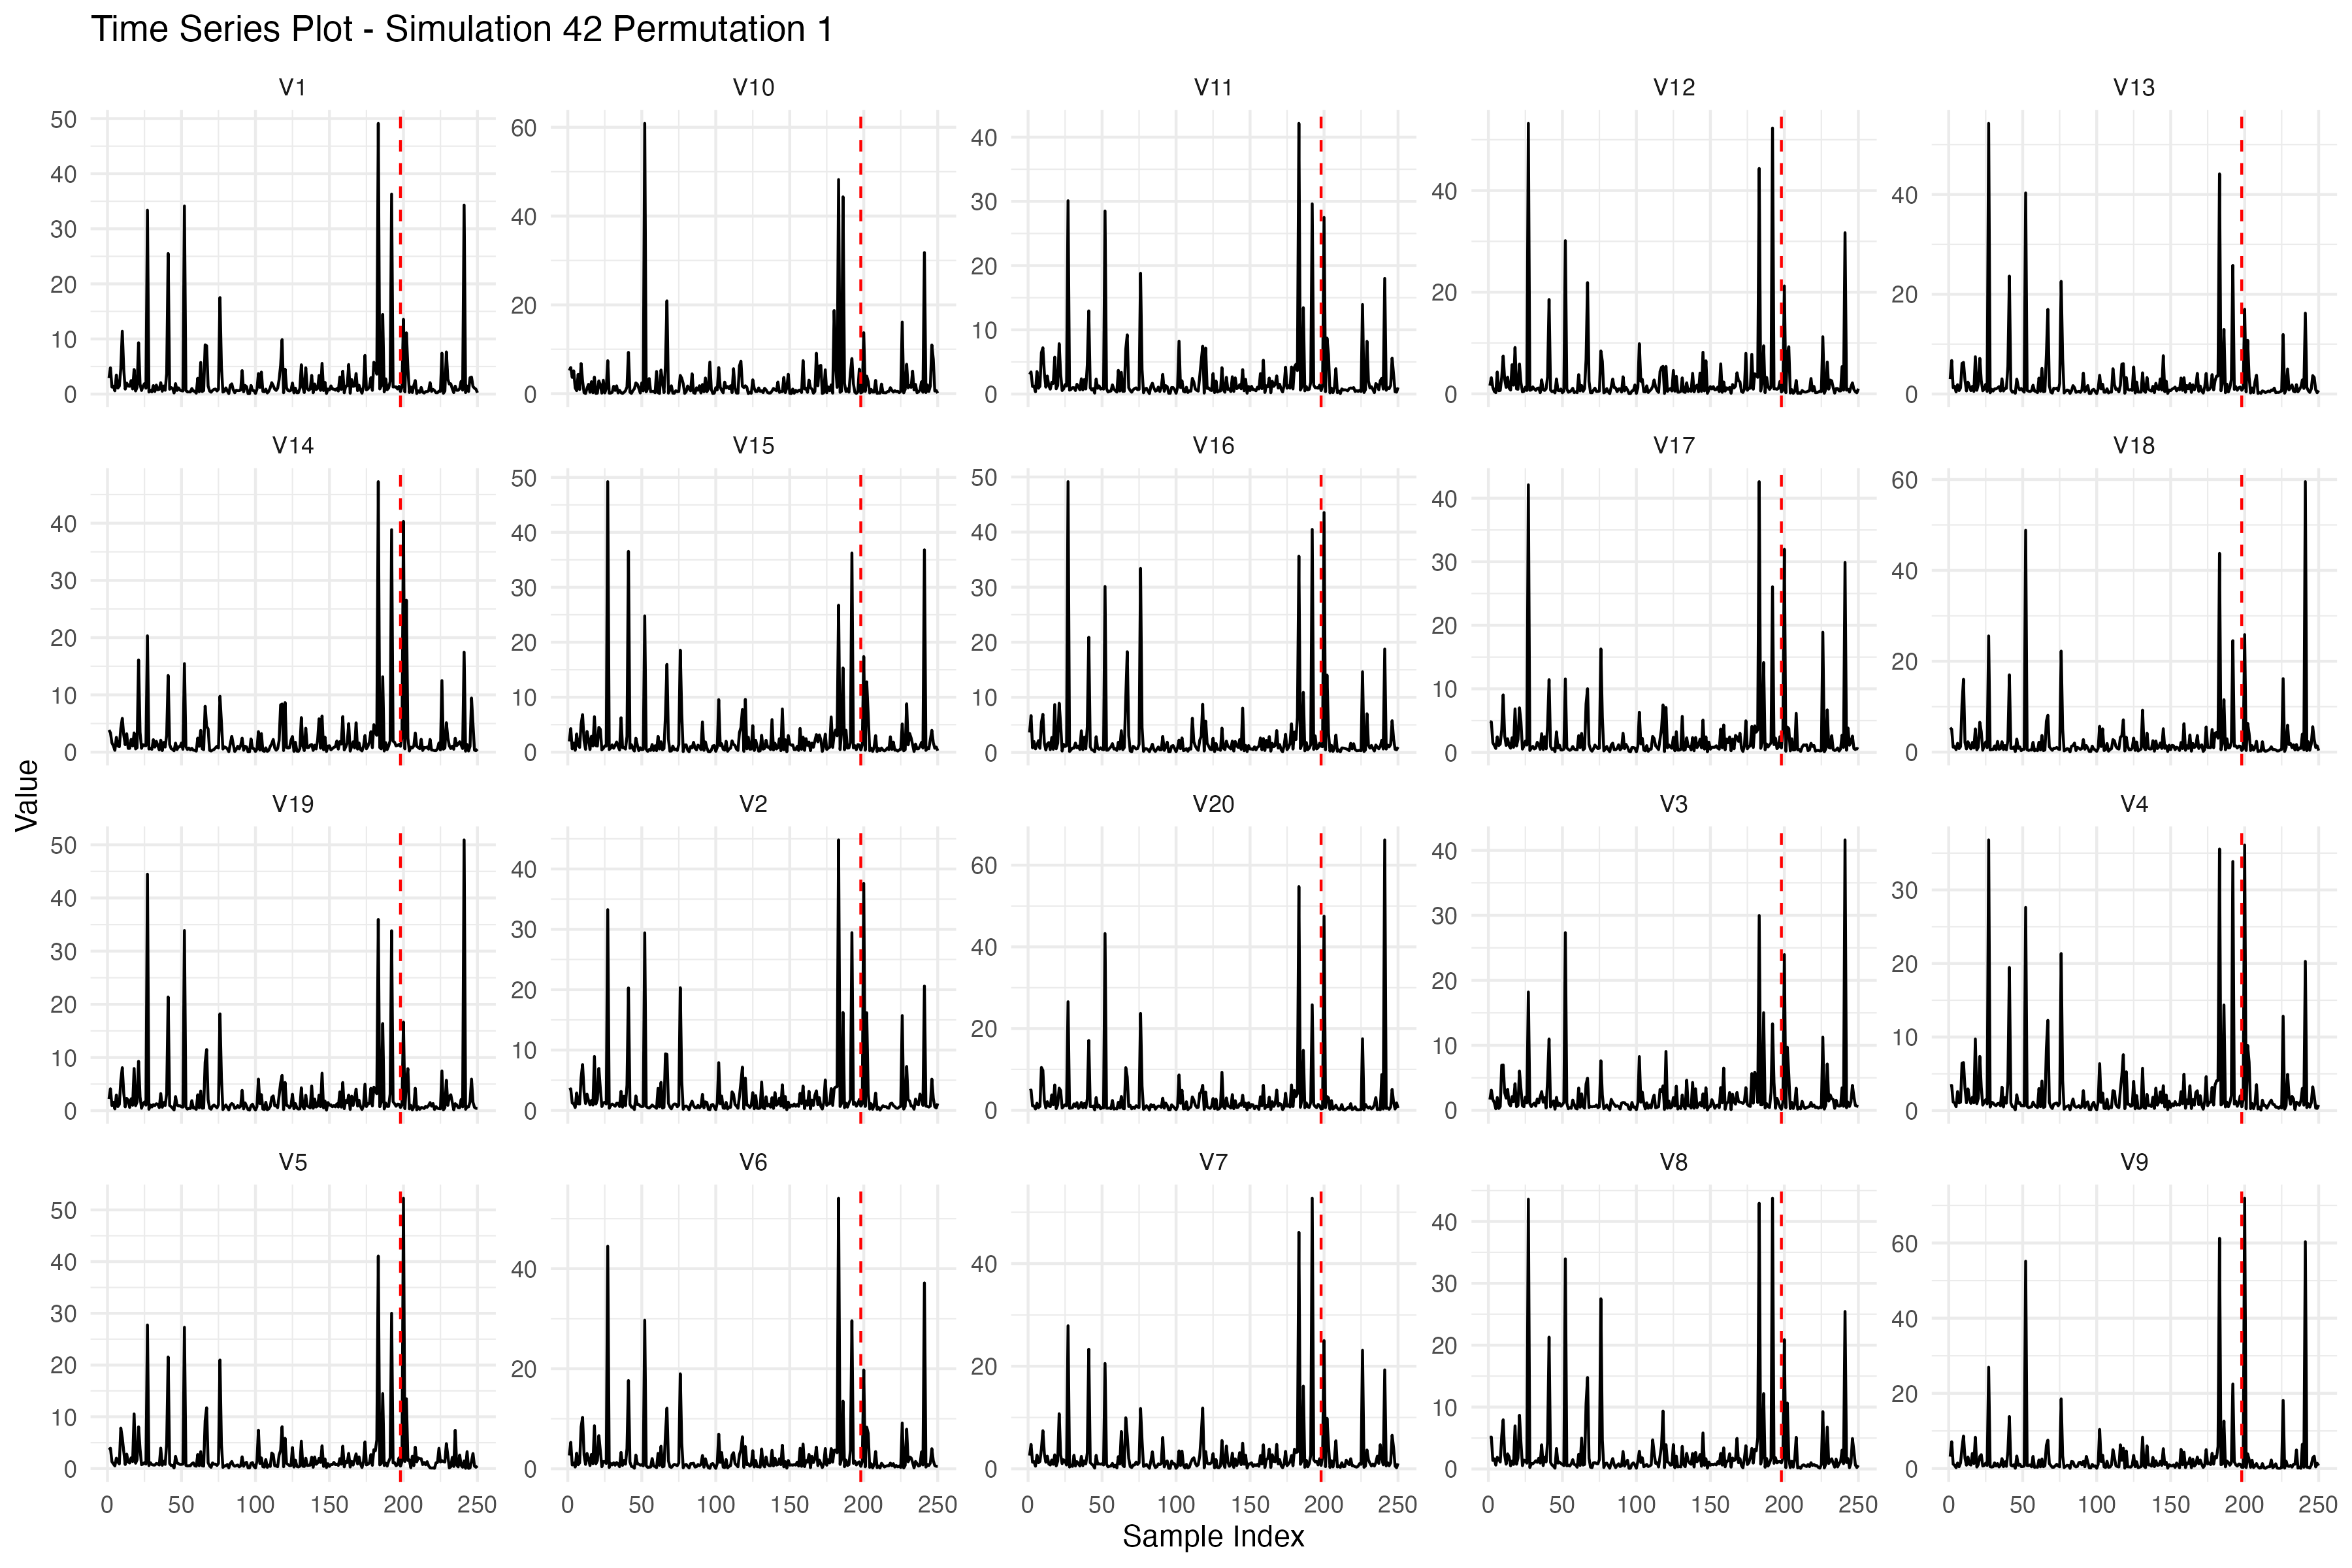 Time Series Plot - Simulation 42 Permutation 1
V1 V10 V11 V12 V13
50 40 30 20 10 0
60 40 20 0
40 30 20 10 0
40 20 0
40 20 0
V14 V15 V16 V17 V18
40 30 20 10 0
50 40 30 20 10 0
50 40 30 20 10 0
40 30 20 10 0
60 40 20 0
Value
V19 V2 V20 V3 V4
50 40 30 20 10 0
40 30 20 10 0
60 40 20 0
40 30 20 10 0
30 20 10 0
V5 V6 V7 V8 V9
50 40 30 20 10 0
40 20 0
40 20 0
40 30 20 10 0
60 40 20 0
0 50 100 150 200 250 0 50 100 150 200 250 0 50 100 150 200 250 0 50 100 150 200 250 0 50 100 150 200 250
Sample Index